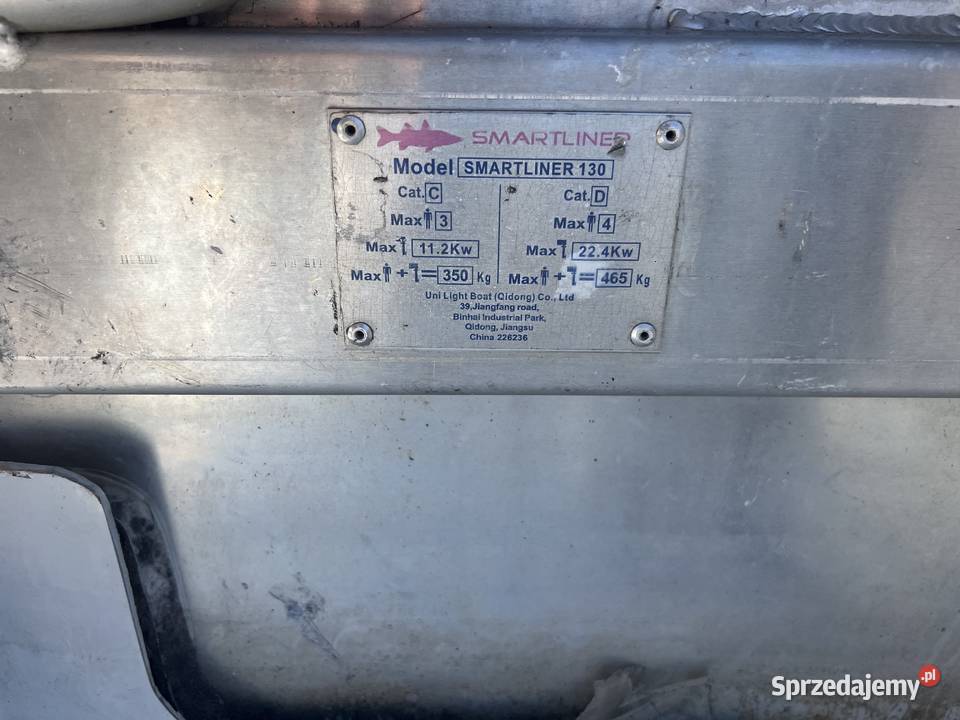 SMARTLINER
Model SMARTLINER 130
Cat. C Cat. D
Max 3 Max 4
Max 11.2Kw Max 22.4Kw
Max + = 350 Kg Max + = 465 Kg
Uni Light Boat (Qidong) Co., Ltd
39,Jiangfang road,
Binhai Industrial Park,
Qidong, Jiangsu
China 226236
Sprzedajemy.pl